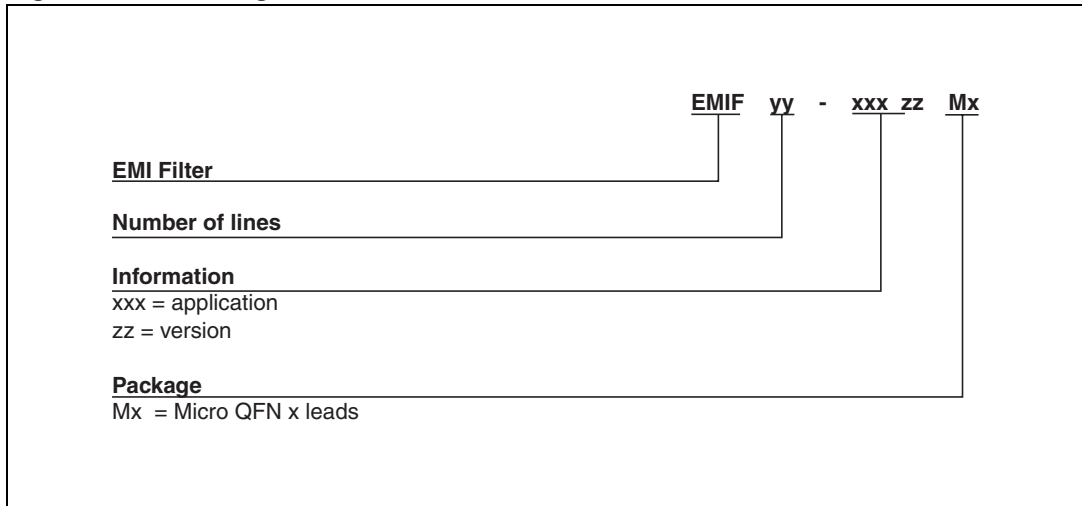 EMIF yy - xxx zz Mx
EMI Filter
Number of lines
Information
xxx = application
zz = version
Package
Mx = Micro QFN x leads